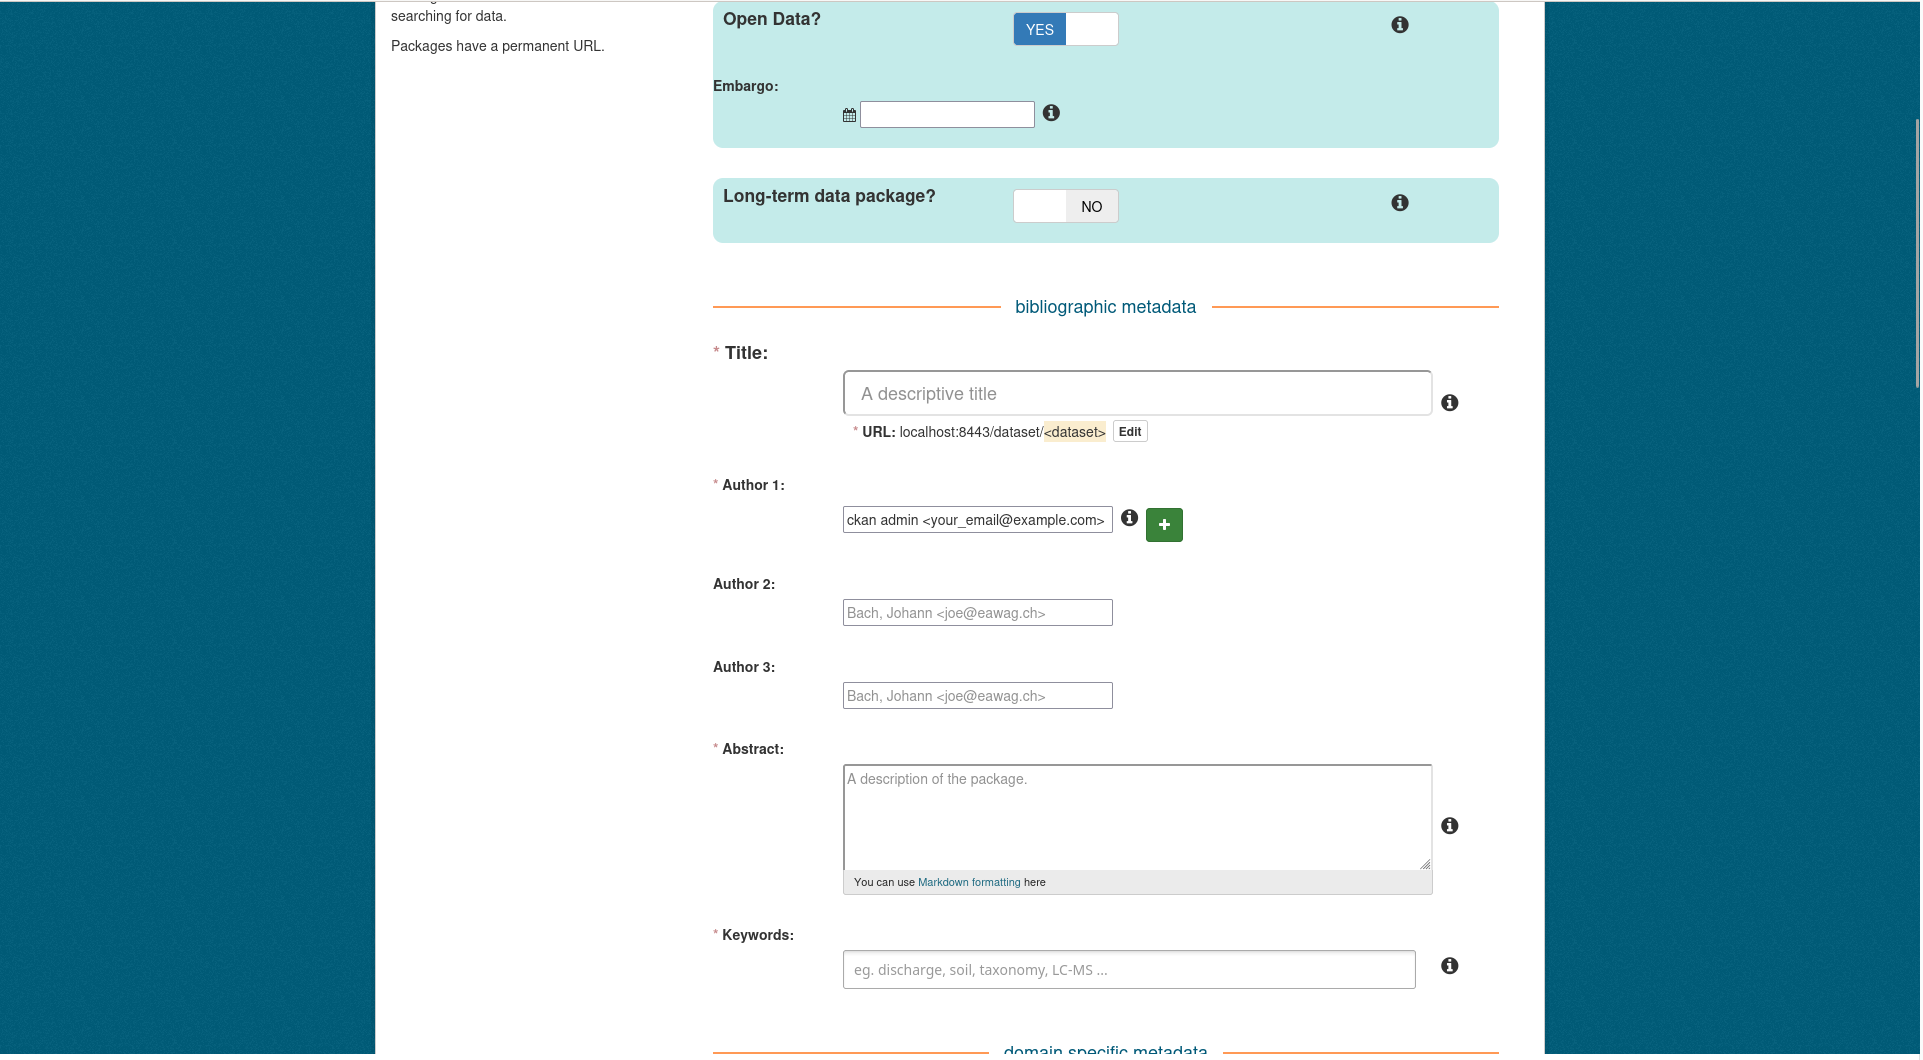 searching for data.
Packages have a permanent URL.
Open Data?
YES
Embargo:
Long-term data package?
NO
bibliographic metadata
* Title:
A descriptive title
* URL: localhost:8443/dataset/<dataset> Edit
* Author 1:
ckan admin <your_email@example.com>
+
Author 2:
Bach, Johann <joe@eawag.ch>
Author 3:
Bach, Johann <joe@eawag.ch>
* Abstract:
A description of the package.
You can use Markdown formatting here
* Keywords:
eg. discharge, soil, taxonomy, LC-MS ...
domain specific metadata